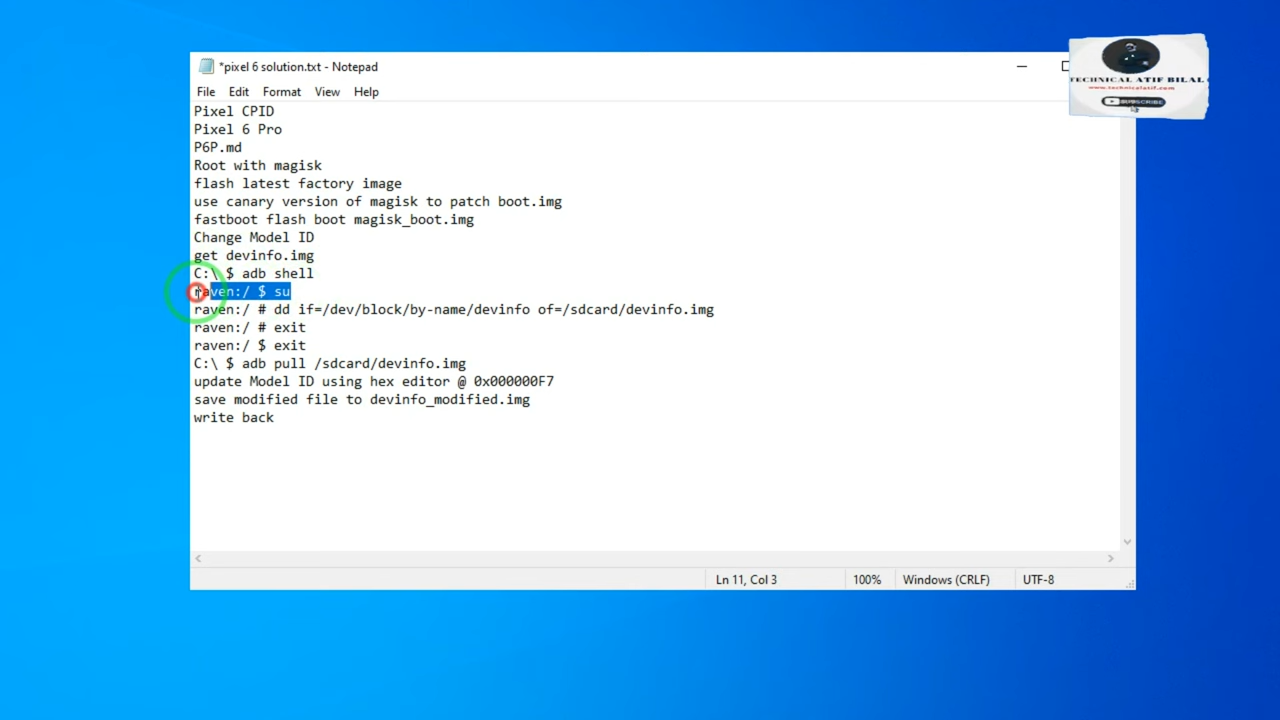 *pixel 6 solution.txt - Notepad
File Edit Format View Help
Pixel CPID
Pixel 6 Pro
P6P.md
Root with magisk
flash latest factory image
use canary version of magisk to patch boot.img
fastboot flash boot magisk_boot.img
Change Model ID
get devinfo.img
C:\ $ adb shell
raven:/ $ su
raven:/ # dd if=/dev/block/by-name/devinfo of=/sdcard/devinfo.img
raven:/ # exit
raven:/ $ exit
C:\ $ adb pull /sdcard/devinfo.img
update Model ID using hex editor @ 0x000000F7
save modified file to devinfo_modified.img
write back
Ln 11, Col 3 100% Windows (CRLF) UTF-8
TECHNICAL ATIF BILAL
www.technicalatif.com
SUBSCRIBE